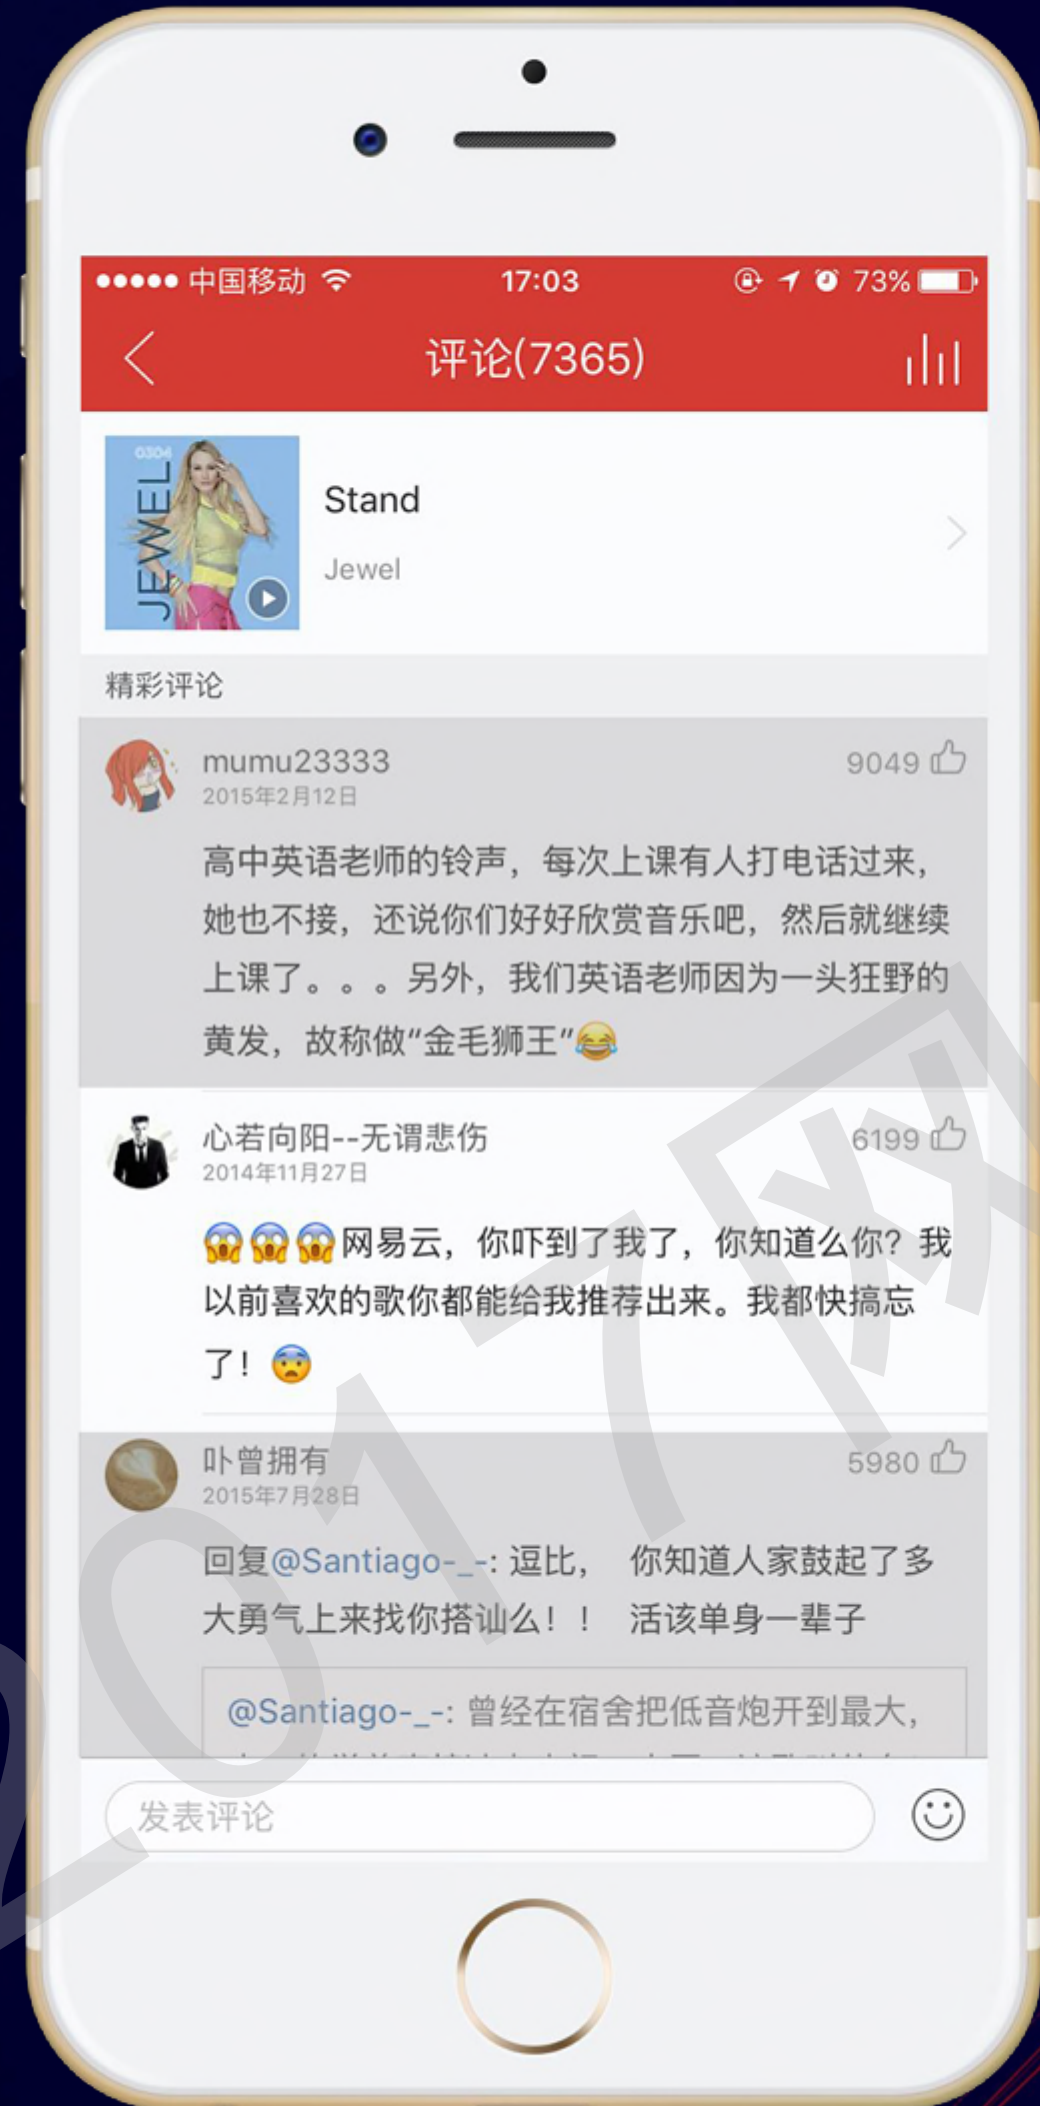 中国移动 17:03 73%
评论(7365)
0304
JEWEL
Stand
Jewel
精彩评论
mumu23333
9049
2015年2月12日
高中英语老师的铃声，每次上课有人打电话过来，
她也不接，还说你们好好欣赏音乐吧，然后就继续
上课了。。。另外，我们英语老师因为一头狂野的
黄发，故称做“金毛狮王”😂
心若向阳--无谓悲伤
6199
2014年11月27日
😱😱😱网易云，你吓到了我了，你知道么你？我
以前喜欢的歌你都能给我推荐出来。我都快搞忘
了！😨
卟曾拥有
5980
2015年7月28日
回复@Santiago-_-: 逗比， 你知道人家鼓起了多
大勇气上来找你搭讪么！！ 活该单身一辈子
@Santiago-_-: 曾经在宿舍把低音炮开到最大，
发表评论
2017网